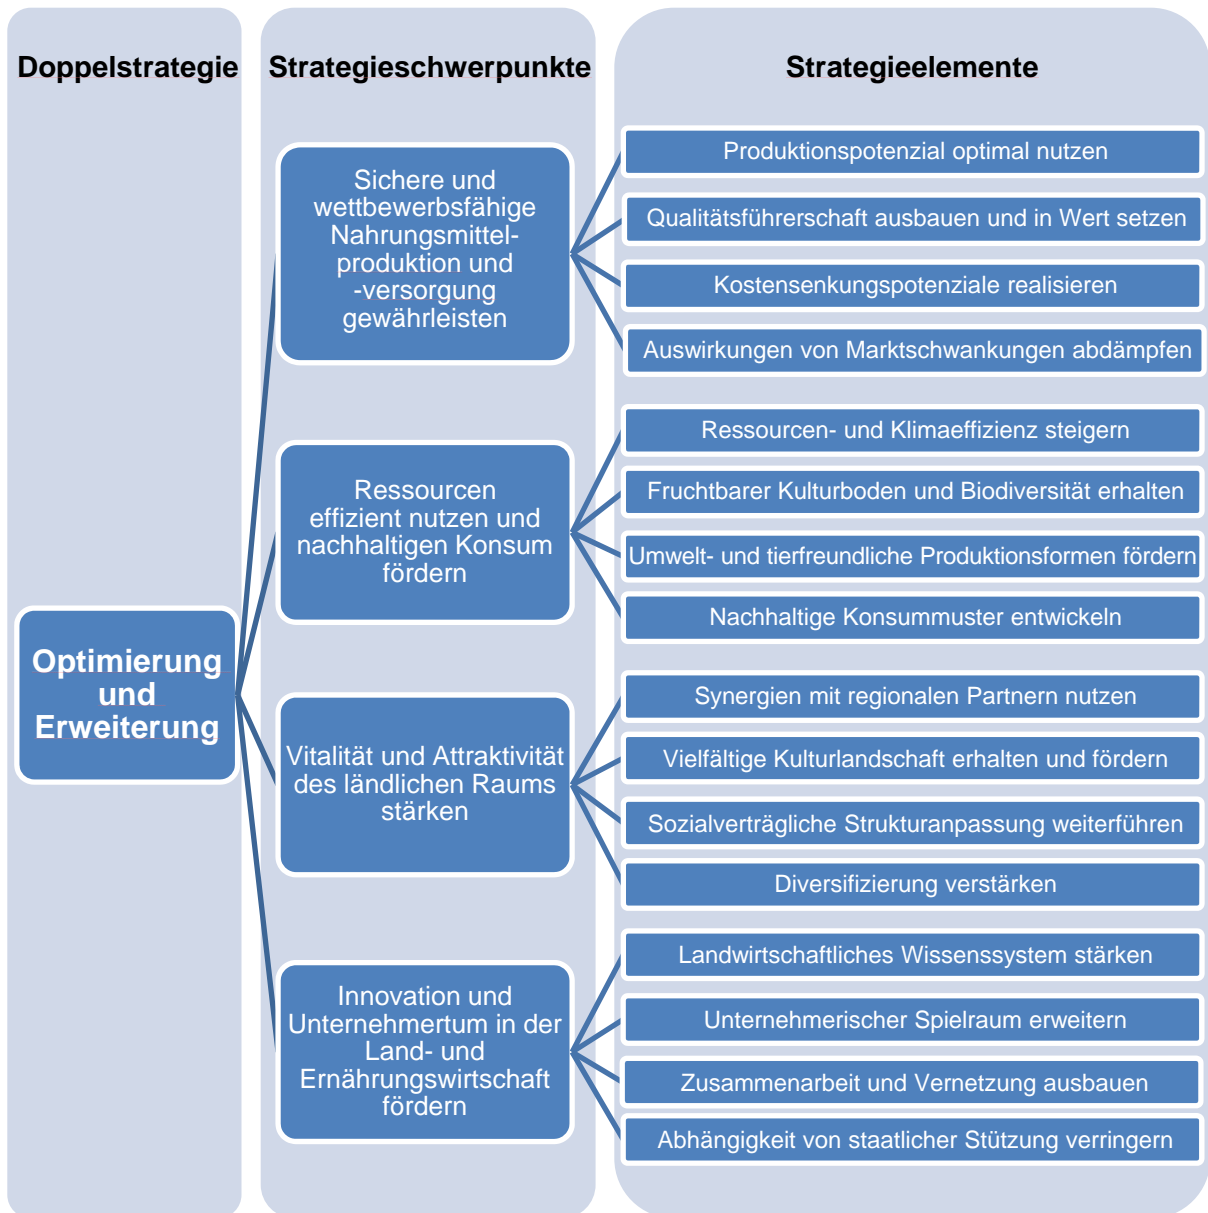 Doppelstrategie
Strategieschwerpunkte
Strategieelemente
Optimierung
und
Erweiterung
Sichere und
wettbewerbsfähige
Nahrungsmittel-
produktion und
-versorgung
gewährleisten
Produktionspotenzial optimal nutzen
Qualitätsführerschaft ausbauen und in Wert setzen
Kostensenkungspotenziale realisieren
Auswirkungen von Marktschwankungen abdämpfen
Ressourcen
effizient nutzen und
nachhaltigen Konsum
fördern
Ressourcen- und Klimaeffizienz steigern
Fruchtbarer Kulturboden und Biodiversität erhalten
Umwelt- und tierfreundliche Produktionsformen fördern
Nachhaltige Konsummuster entwickeln
Vitalität und Attraktivität
des ländlichen Raums
stärken
Synergien mit regionalen Partnern nutzen
Vielfältige Kulturlandschaft erhalten und fördern
Sozialverträgliche Strukturanpassung weiterführen
Diversifizierung verstärken
Innovation und
Unternehmertum in der
Land- und
Ernährungswirtschaft
fördern
Landwirtschaftliches Wissenssystem stärken
Unternehmerischer Spielraum erweitern
Zusammenarbeit und Vernetzung ausbauen
Abhängigkeit von staatlicher Stützung verringern